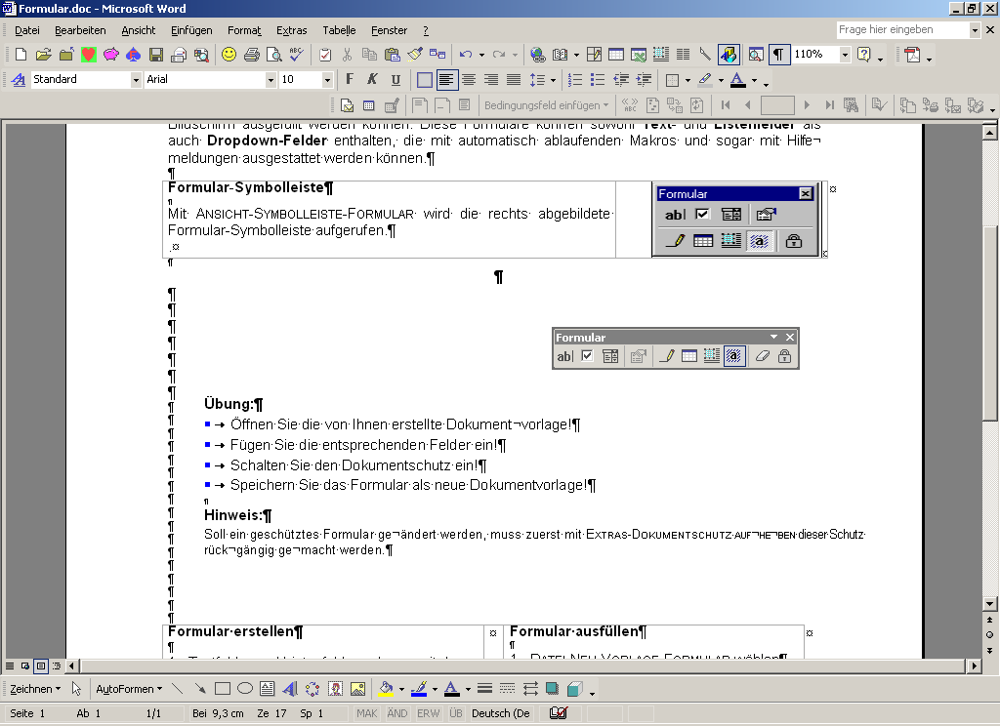 Formular.doc - Microsoft Word
Datei Bearbeiten Ansicht Einfügen Format Extras Tabelle Fenster ? Frage hier eingeben
110%
Standard Arial 10 F K U
Bedingungsfeld einfügen
Bildschirm ausgefüllt werden können. Diese Formulare können sowohl Text- und Listenfelder als
auch Dropdown-Felder enthalten, die mit automatisch ablaufenden Makros und sogar mit Hilfe¬
meldungen ausgestattet werden können.¶
Formular-Symbolleiste¶
Mit ANSICHT-SYMBOLLEISTE-FORMULAR wird die rechts abgebildete
Formular-Symbolleiste aufgerufen.¶
Formular
ab|
Formular
ab|
Übung:¶
Öffnen Sie die von Ihnen erstellte Dokument¬vorlage!¶
Fügen Sie die entsprechenden Felder ein!¶
Schalten Sie den Dokumentschutz ein!¶
Speichern Sie das Formular als neue Dokumentvorlage!¶
Hinweis:¶
Soll ein geschütztes Formular ge¬ändert werden, muss zuerst mit EXTRAS-DOKUMENTSCHUTZ AUF¬HE¬BEN dieser Schutz
rück¬gängig ge¬macht werden.¶
Formular erstellen¶ Formular ausfüllen¶
1. DATEI NEU VORLAGE FORMULAR wählen¶
Zeichnen AutoFormen
Seite 1 Ab 1 1/1 Bei 9,3 cm Ze 17 Sp 1 MAK ÄND ERW ÜB Deutsch (De